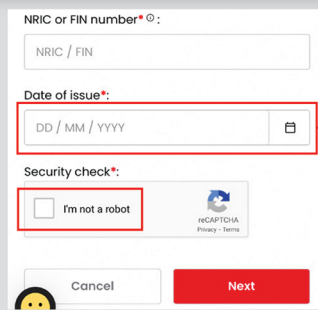 NRIC or FIN number* ⓘ :
NRIC / FIN
Date of issue*:
DD / MM / YYYY
Security check*:
I'm not a robot
reCAPTCHA
Privacy - Terms
Cancel
Next